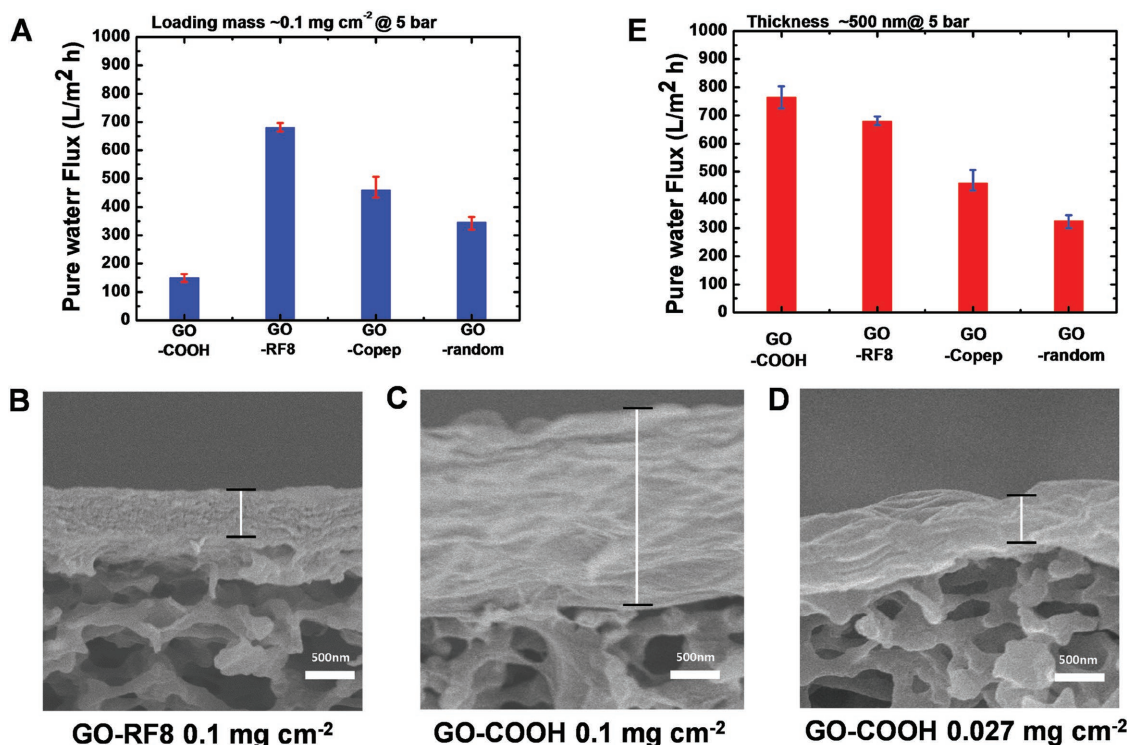 A
Loading mass ~0.1 mg cm⁻² @ 5 bar
Pure waterr Flux (L/m² h)
1000
900
800
700
600
500
400
300
200
100
0
GO -COOH
GO -RF8
GO -Copep
GO -random
E
Thickness ~500 nm@ 5 bar
Pure water Flux (L/m² h)
1000
900
800
700
600
500
400
300
200
100
0
GO -COOH
GO -RF8
GO -Copep
GO -random
B
500nm
GO-RF8 0.1 mg cm⁻²
C
500nm
GO-COOH 0.1 mg cm⁻²
D
500nm
GO-COOH 0.027 mg cm⁻²